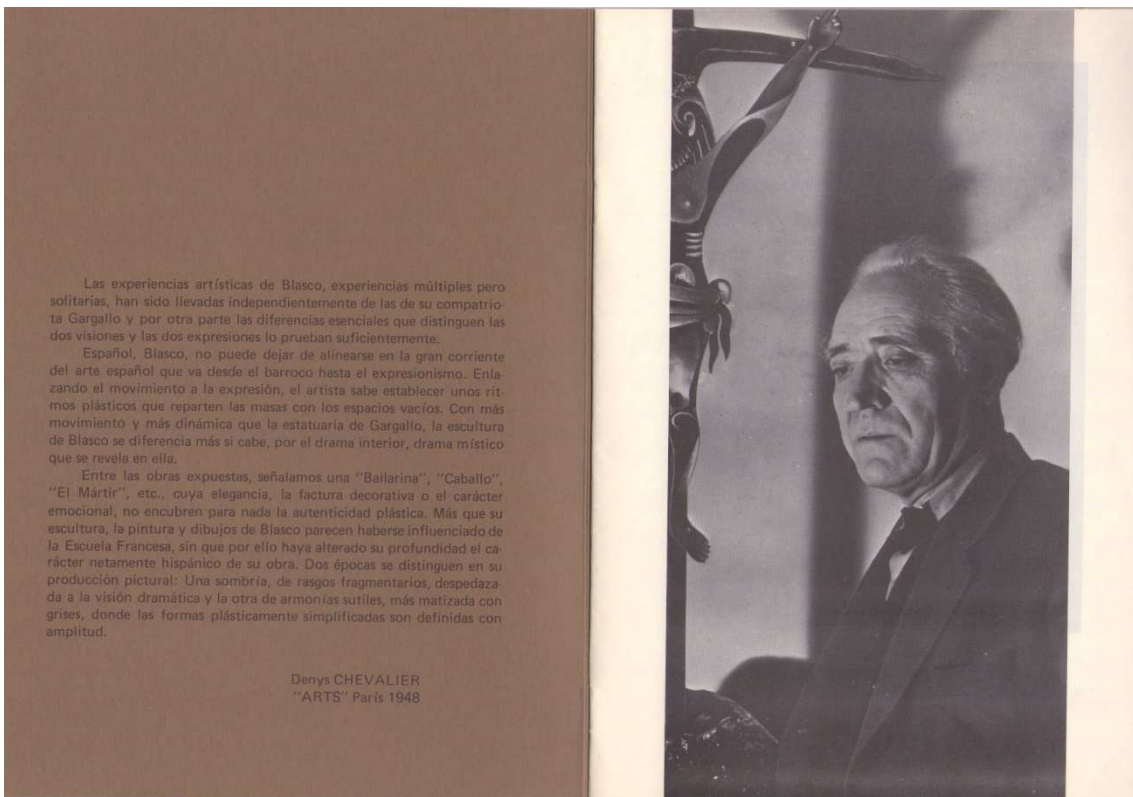 Las experiencias artísticas de Blasco, experiencias múltiples pero
solitarias, han sido llevadas independientemente de las de su compatrio-
ta Gargallo y por otra parte las diferencias esenciales que distinguen las
dos visiones y las dos expresiones lo prueban suficientemente.
Español, Blasco, no puede dejar de alinearse en la gran corriente
del arte español que va desde el barroco hasta el expresionismo. Enla-
zando el movimiento a la expresión, el artista sabe establecer unos rit-
mos plásticos que reparten las masas con los espacios vacíos. Con más
movimiento y más dinámica que la estatuaria de Gargallo, la escultura
de Blasco se diferencia más si cabe, por el drama interior, drama místico
que se revela en ella.
Entre las obras expuestas, señalamos una "Bailarina", "Caballo",
"El Mártir", etc., cuya elegancia, la factura decorativa o el carácter
emocional, no encubren para nada la autenticidad plástica. Más que su
escultura, la pintura y dibujos de Blasco parecen haberse influenciado de
la Escuela Francesa, sin que por ello haya alterado su profundidad el ca-
rácter netamente hispánico de su obra. Dos épocas se distinguen en su
producción pictural: Una sombría, de rasgos fragmentarios, despedaza-
da a la visión dramática y la otra de armonías sutiles, más matizada con
grises, donde las formas plásticamente simplificadas son definidas con
amplitud.
Denys CHEVALIER
"ARTS" París 1948